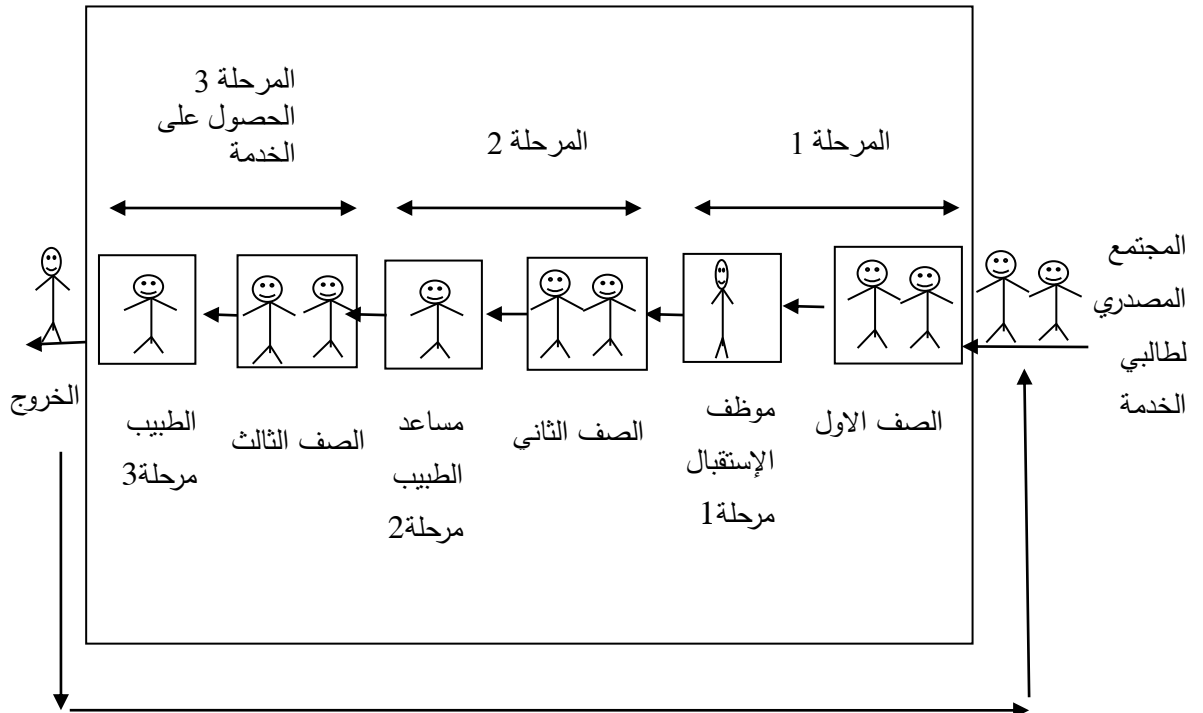 المرحلة 3
الحصول على
الخدمة
المرحلة 2
المرحلة 1
المجتمع
المصدري
لطالبي
الخدمة
الصف الاول
موظف
الإستقبال
مرحلة1
الصف الثاني
مساعد
الطبيب
مرحلة2
الصف الثالث
الطبيب
مرحلة3
الخروج